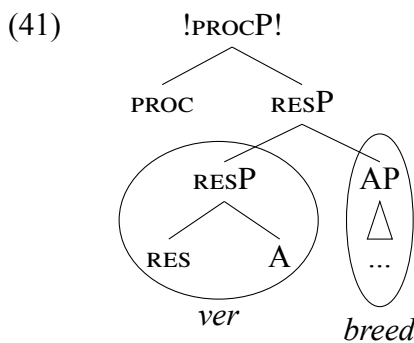 (41) !PROCP!
PROC RESP
RESP AP
RES A ...
ver
breed